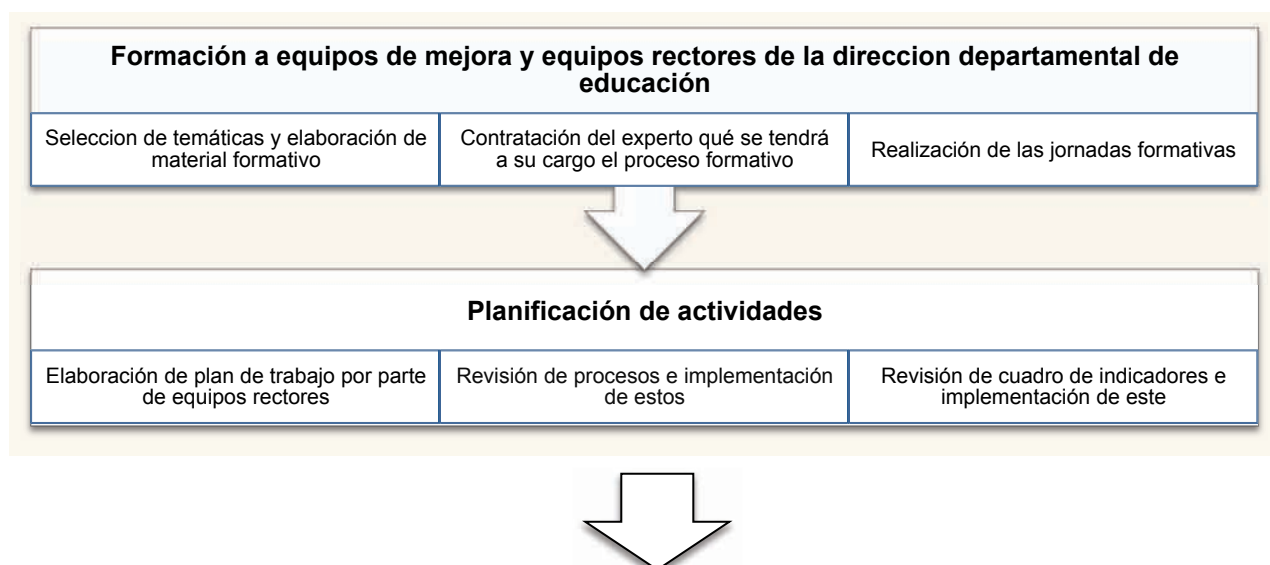 Formación a equipos de mejora y equipos rectores de la direccion departamental de
educación
Seleccion de temáticas y elaboración de
material formativo
Contratación del experto qué se tendrá
a su cargo el proceso formativo
Realización de las jornadas formativas
Planificación de actividades
Elaboración de plan de trabajo por parte
de equipos rectores
Revisión de procesos e implementación
de estos
Revisión de cuadro de indicadores e
implementación de este